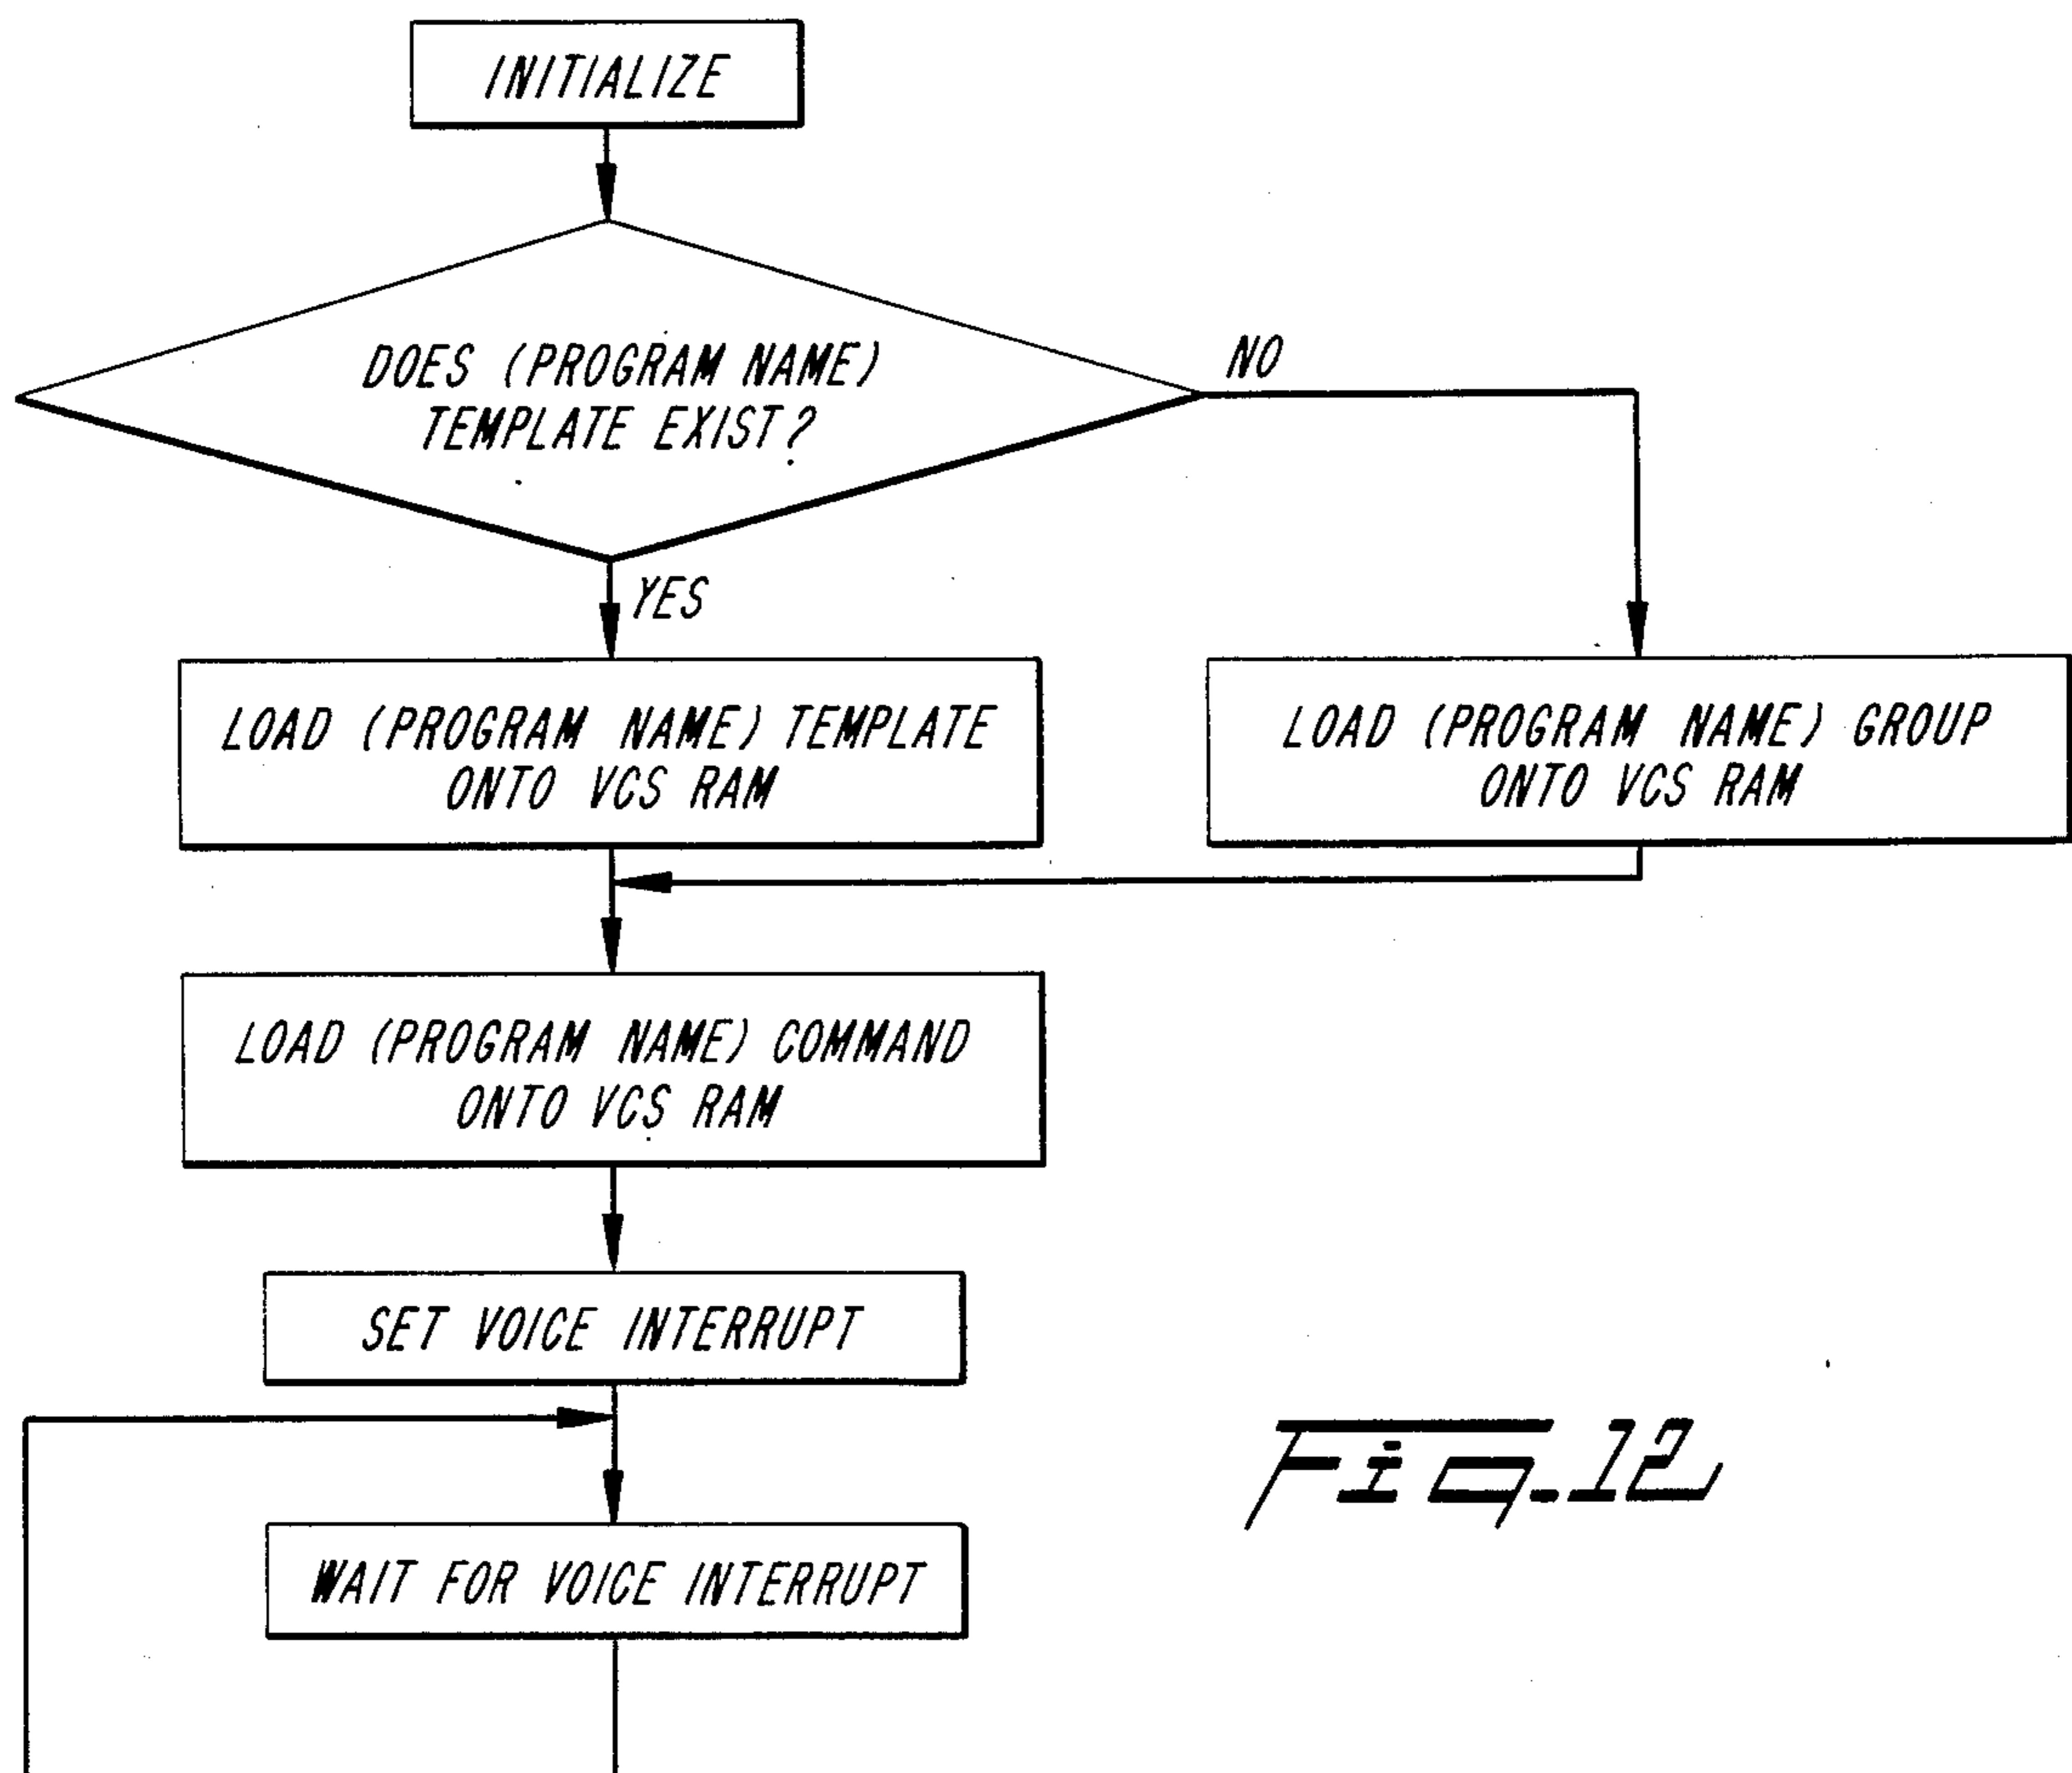 INITIALIZE
DOES (PROGRAM NAME)
TEMPLATE EXIST?
NO
YES
LOAD (PROGRAM NAME) TEMPLATE
ONTO VCS RAM
LOAD (PROGRAM NAME) GROUP
ONTO VCS RAM
LOAD (PROGRAM NAME) COMMAND
ONTO VCS RAM
SET VOICE INTERRUPT
WAIT FOR VOICE INTERRUPT
Fig.12